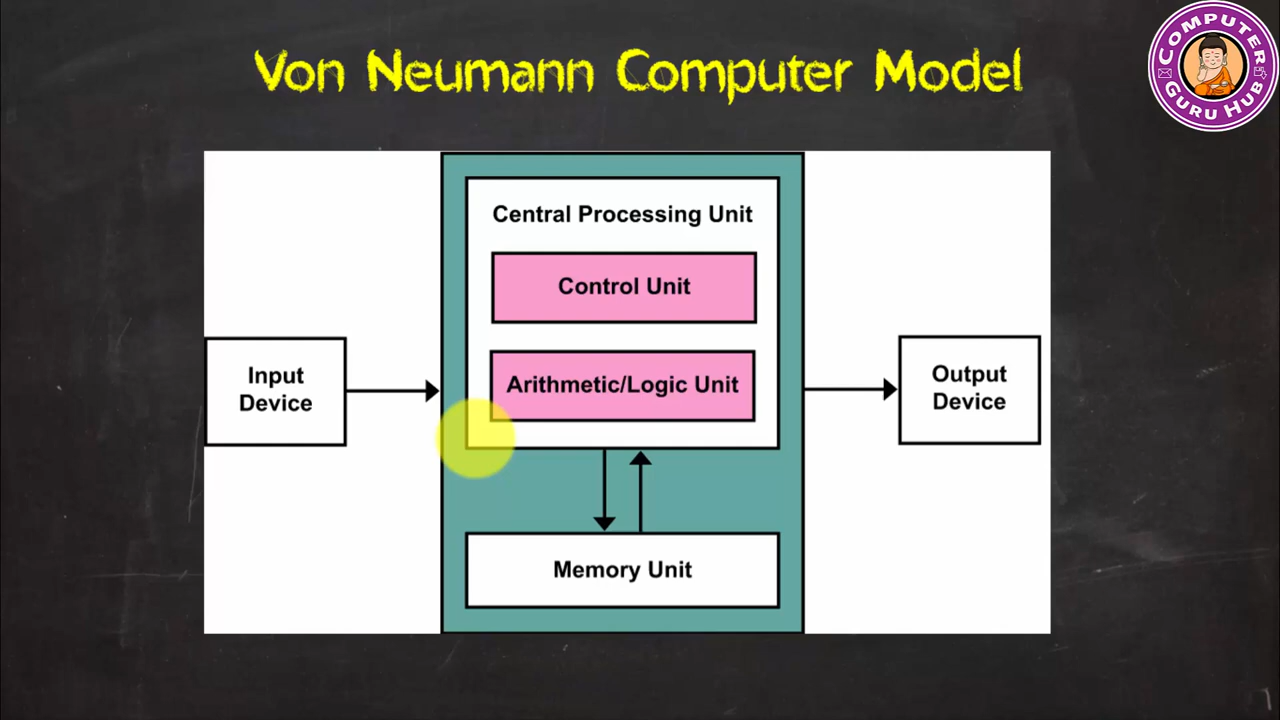 Von Neumann Computer Model
COMPUTER
GURU HUB
Central Processing Unit
Control Unit
Arithmetic/Logic Unit
Input
Device
Output
Device
Memory Unit